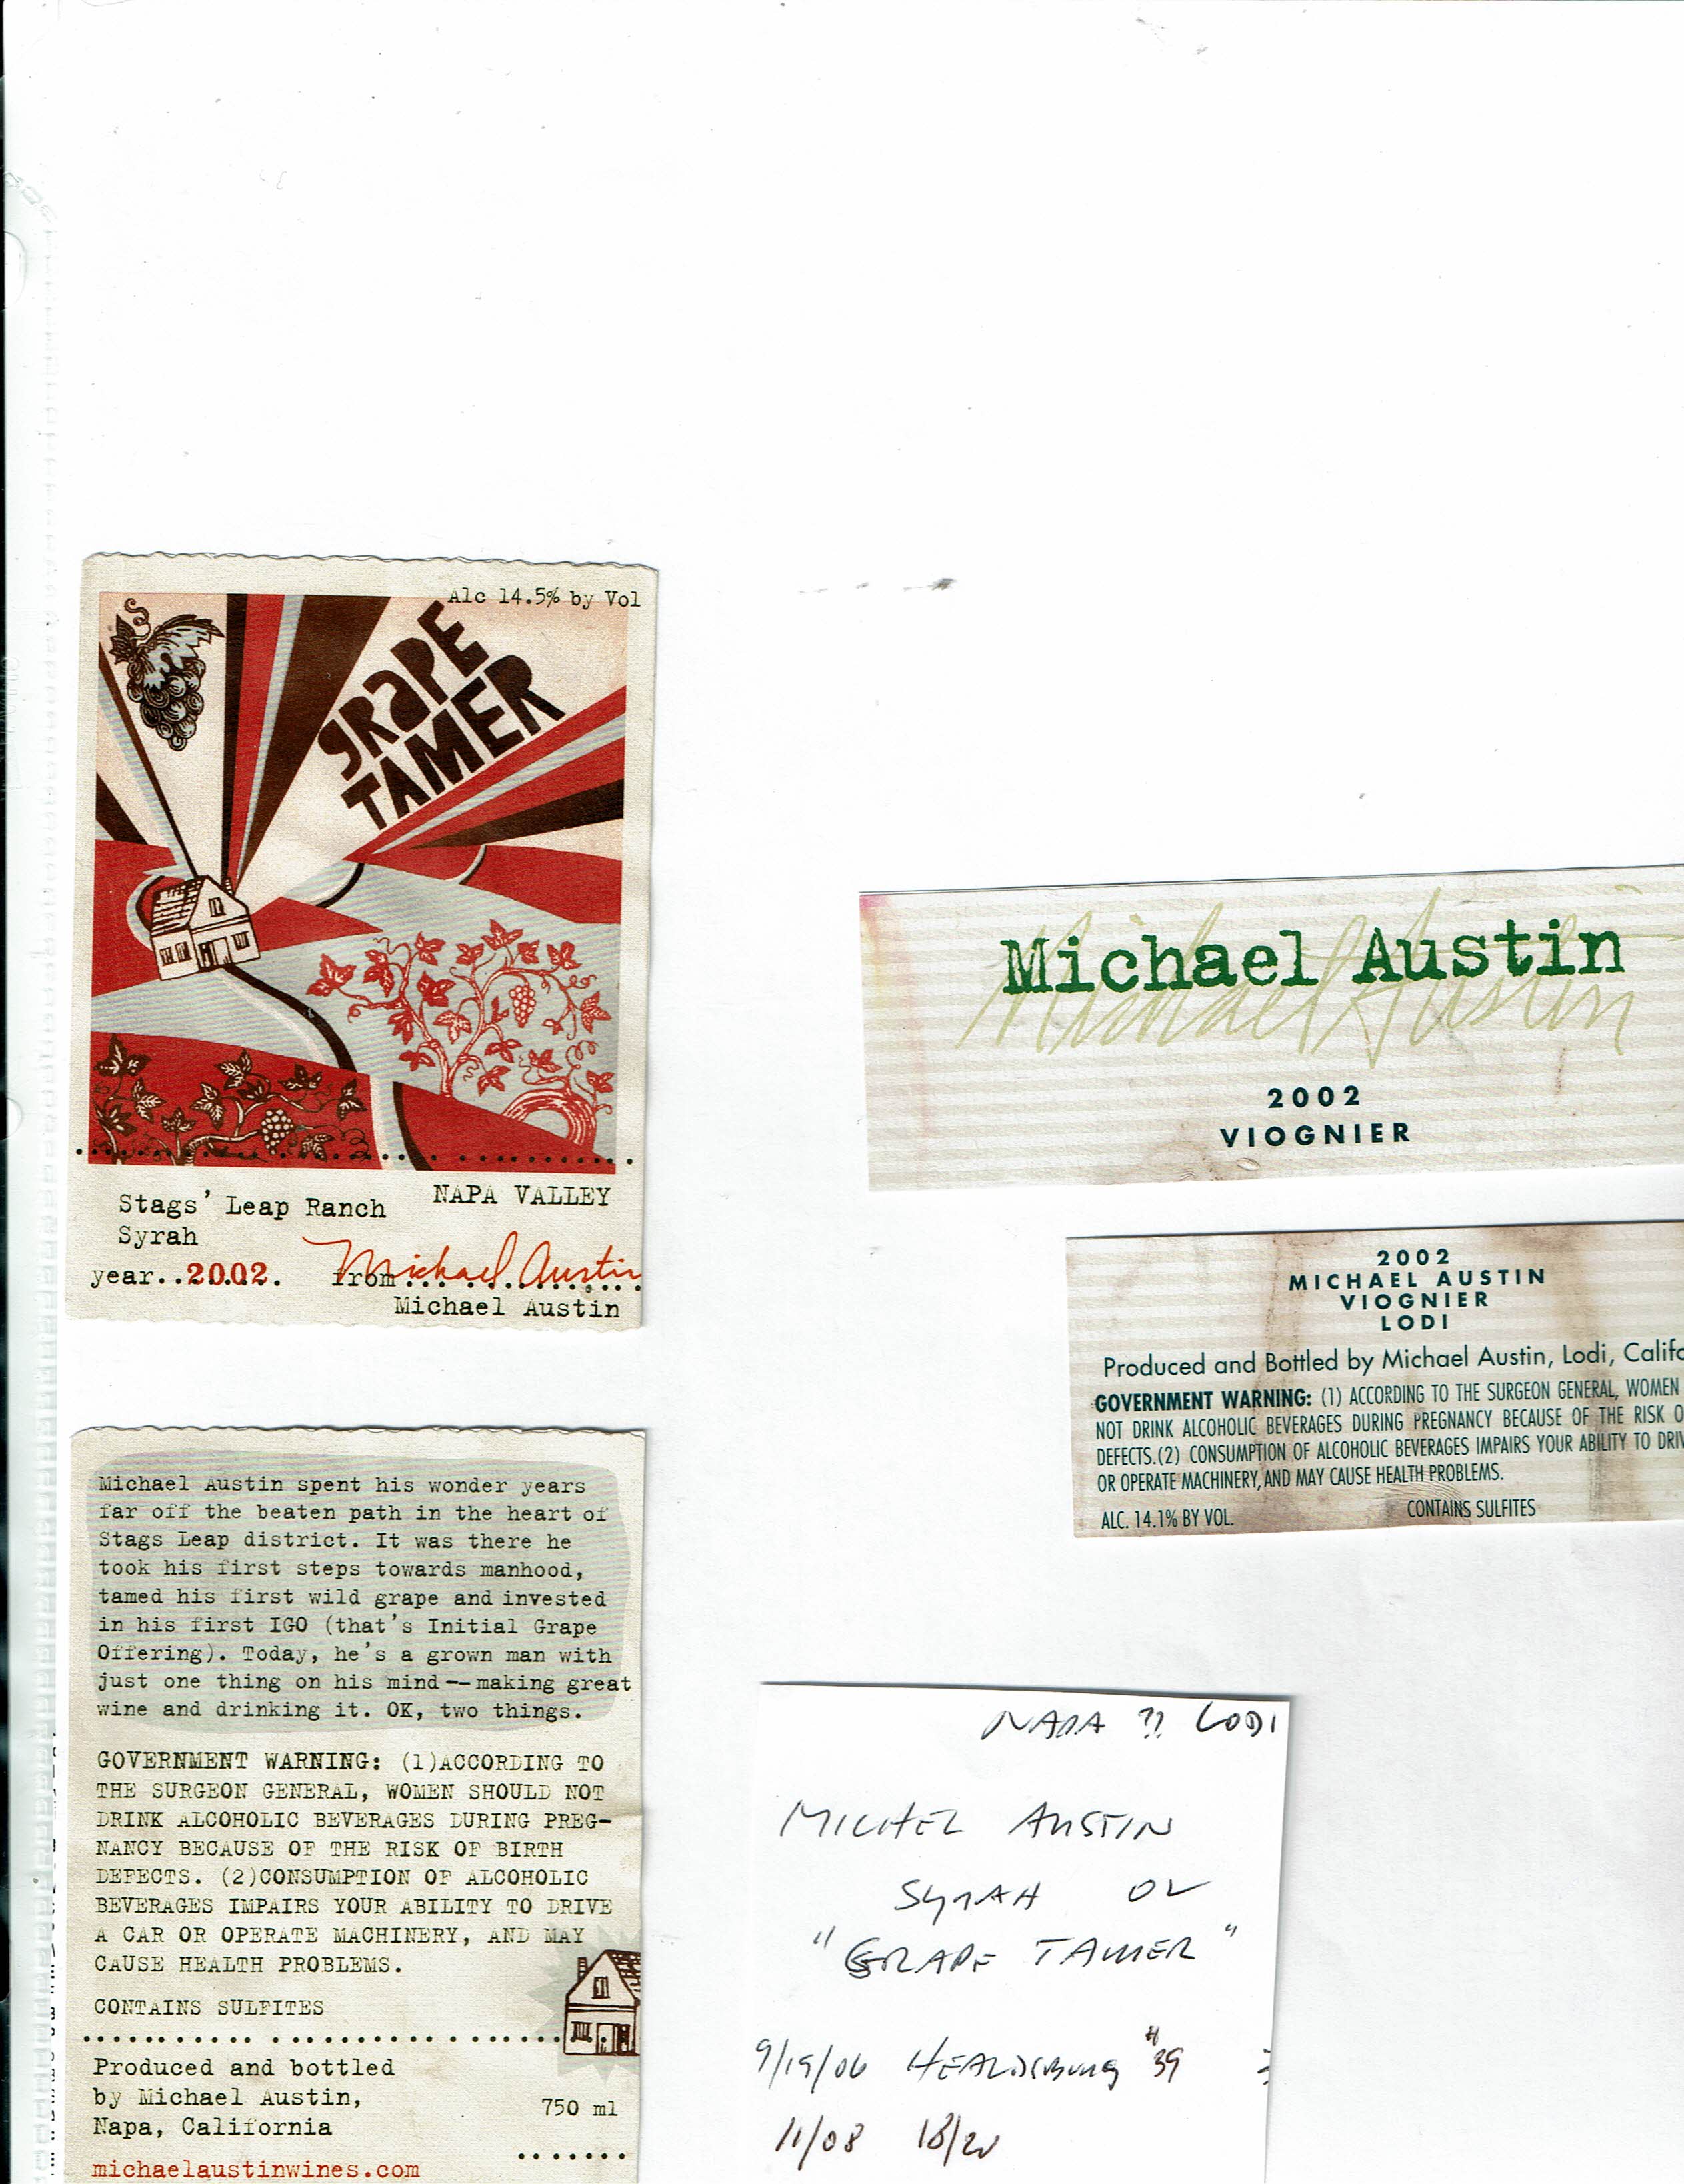 Alc 14.5% by Vol
gRaPE
TAMER
NAPA VALLEY
Stags' Leap Ranch
Syrah
year..2002. from Michael Austin
Michael Austin
Michael Austin spent his wonder years
far off the beaten path in the heart of
Stags Leap district. It was there he
took his first steps towards manhood,
tamed his first wild grape and invested
in his first IGO (that's Initial Grape
Offering). Today, he's a grown man with
just one thing on his mind--making great
wine and drinking it. OK, two things.
GOVERNMENT WARNING: (1)ACCORDING TO
THE SURGEON GENERAL, WOMEN SHOULD NOT
DRINK ALCOHOLIC BEVERAGES DURING PREG-
NANCY BECAUSE OF THE RISK OF BIRTH
DEFECTS. (2)CONSUMPTION OF ALCOHOLIC
BEVERAGES IMPAIRS YOUR ABILITY TO DRIVE
A CAR OR OPERATE MACHINERY, AND MAY
CAUSE HEALTH PROBLEMS.
CONTAINS SULFITES
Produced and bottled
by Michael Austin,
Napa, California
750 ml
michaelaustinwines.com
Michael Austin
Michael Austin
2002
VIOGNIER
2002
MICHAEL AUSTIN
VIOGNIER
LODI
Produced and Bottled by Michael Austin, Lodi, Califo
GOVERNMENT WARNING: (1) ACCORDING TO THE SURGEON GENERAL, WOMEN
NOT DRINK ALCOHOLIC BEVERAGES DURING PREGNANCY BECAUSE OF THE RISK O
DEFECTS.(2) CONSUMPTION OF ALCOHOLIC BEVERAGES IMPAIRS YOUR ABILITY TO DRIV
OR OPERATE MACHINERY, AND MAY CAUSE HEALTH PROBLEMS.
ALC. 14.1% BY VOL. CONTAINS SULFITES
NAPA ?? LODI
MICHEL AUSTIN
SYRAH OV
"GRAPE TAMER"
9/19/06 HEALDSBURG #39
11/08 18/20